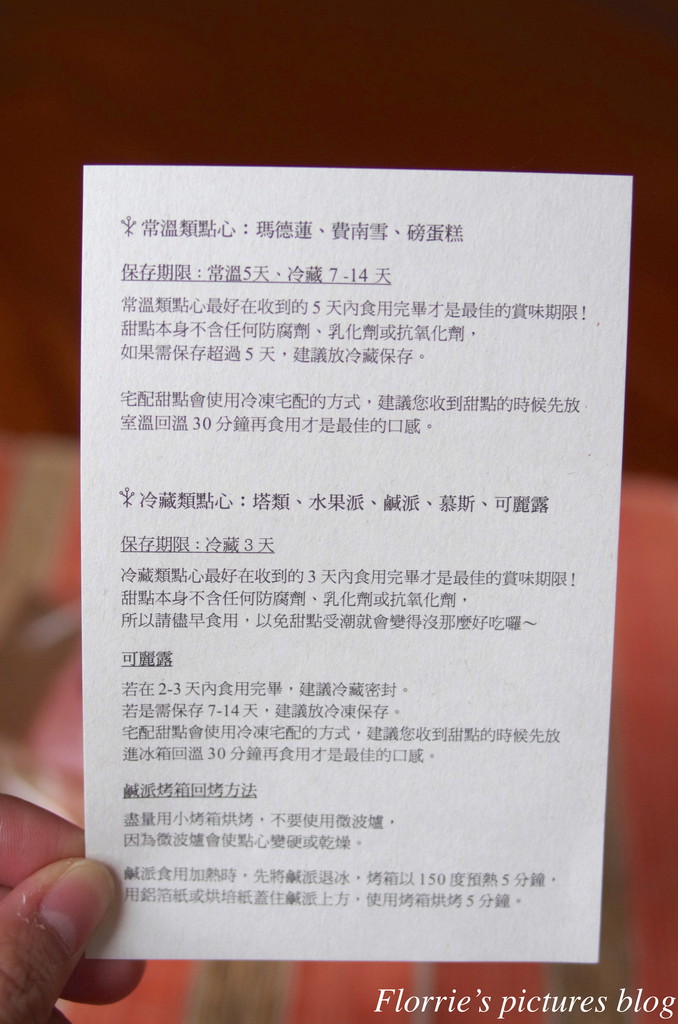 常溫類點心：瑪德蓮、費南雪、磅蛋糕
保存期限：常溫5天、冷藏 7 -14 天
常溫類點心最好在收到的 5 天內食用完畢才是最佳的賞味期限！
甜點本身不含任何防腐劑、乳化劑或抗氧化劑，
如果需保存超過 5 天，建議放冷藏保存。
宅配甜點會使用冷凍宅配的方式，建議您收到甜點的時候先放
室溫回溫 30 分鐘再食用才是最佳的口感。
冷藏類點心：塔類、水果派、鹹派、慕斯、可麗露
保存期限：冷藏 3 天
冷藏類點心最好在收到的 3 天內食用完畢才是最佳的賞味期限！
甜點本身不含任何防腐劑、乳化劑或抗氧化劑，
所以請儘早食用，以免甜點受潮就會變得沒那麼好吃囉～
可麗露
若在 2-3 天內食用完畢，建議冷藏密封。
若是需保存 7-14 天，建議放冷凍保存。
宅配甜點會使用冷凍宅配的方式，建議您收到甜點的時候先放
進冰箱回溫 30 分鐘再食用才是最佳的口感。
鹹派烤箱回烤方法
盡量用小烤箱烘烤，不要使用微波爐，
因為微波爐會使點心變硬或乾燥。
鹹派食用加熱時，先將鹹派退冰，烤箱以 150 度預熱 5 分鐘，
用鋁箔紙或烘培紙蓋住鹹派上方，使用烤箱烘烤 5 分鐘。
Florrie's pictures blog